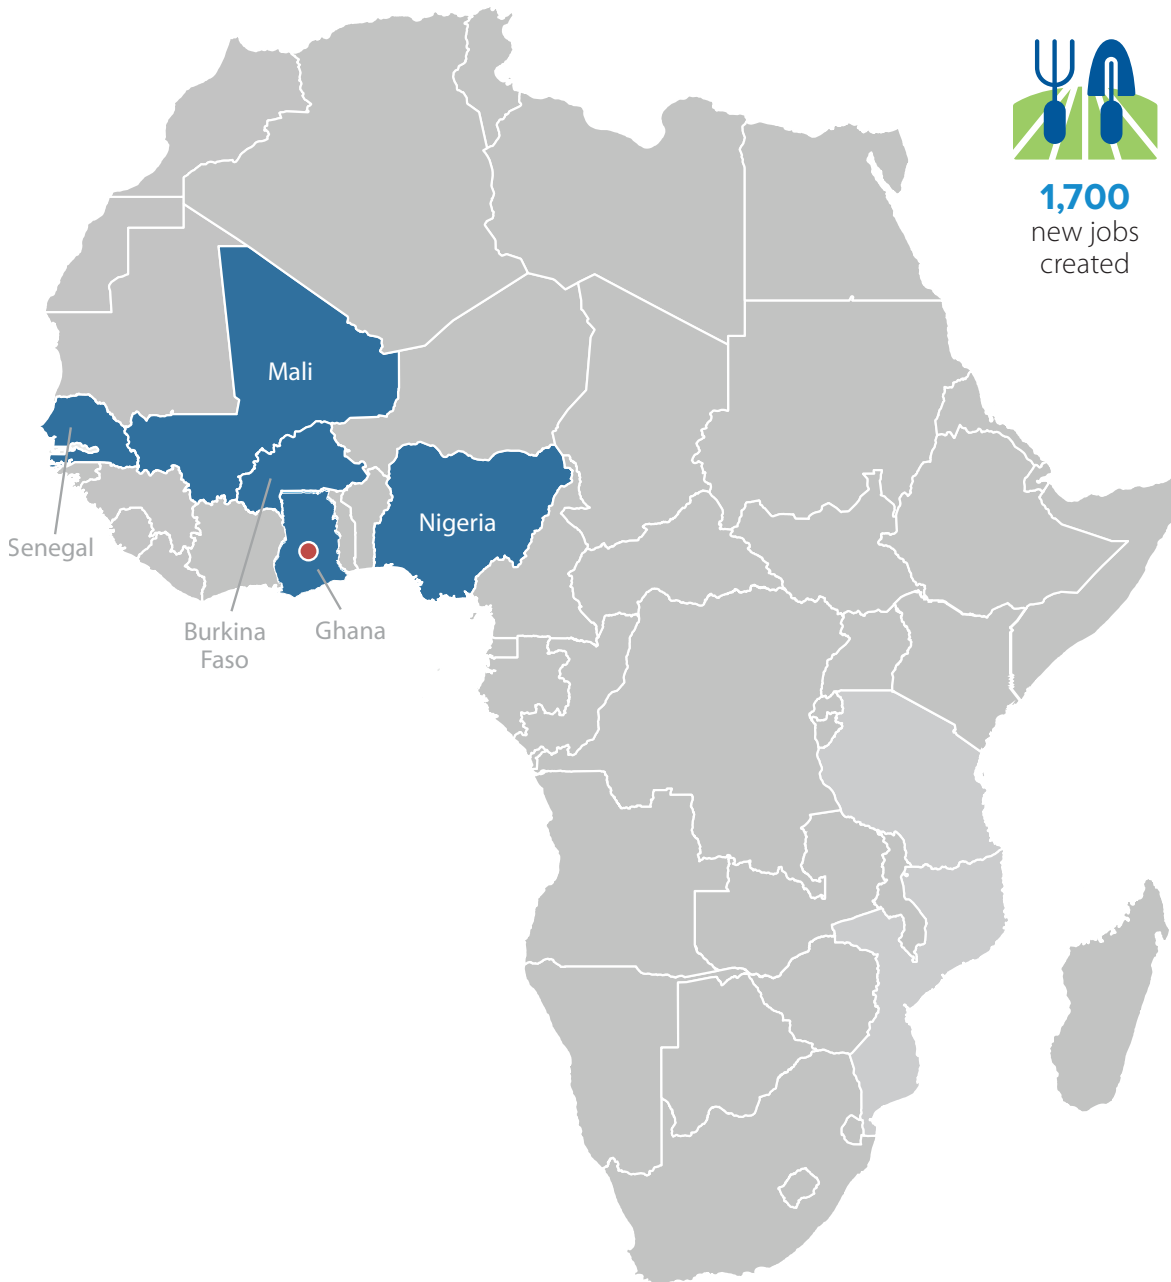 1,700
new jobs
created
Mali
Nigeria
Senegal
Burkina
Faso
Ghana